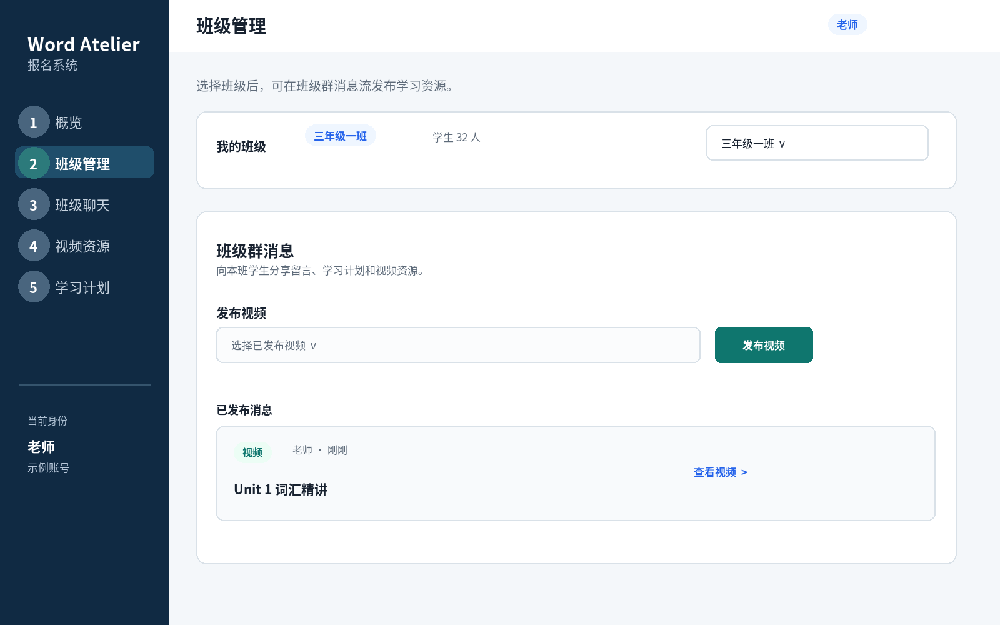 Word Atelier
报名系统
1 概览
2 班级管理
3 班级聊天
4 视频资源
5 学习计划
当前身份
老师
示例账号
班级管理
老师
选择班级后，可在班级群消息流发布学习资源。
我的班级 三年级一班 学生 32 人 三年级一班 v
班级群消息
向本班学生分享留言、学习计划和视频资源。
发布视频
选择已发布视频 v 发布视频
已发布消息
视频 老师 · 刚刚
查看视频 >
Unit 1 词汇精讲